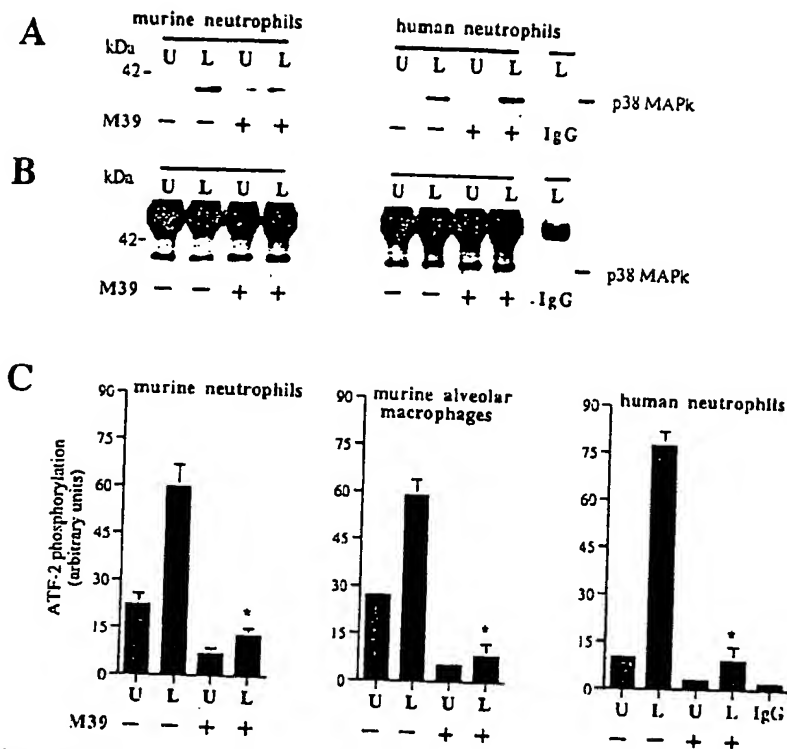 A
murine neutrophils
human neutrophils
kDa
U L U L
U L U L
L
42-
p38 MAPk
M39
− − + +
− − + +
IgG
B
kDa
U L U L
U L U L
L
42-
p38 MAPk
M39
− − + +
− − + +
IgG
C
murine neutrophils
murine alveolar
macrophages
human neutrophils
ATF-2 phosphorylation
(arbitrary units)
90
75
60
45
30
15
0
90
75
60
45
30
15
0
90
75
60
45
30
15
0
*
*
*
U L U L
U L U L
U L U L IgG
M39
− − + +
− − + +
− − + +